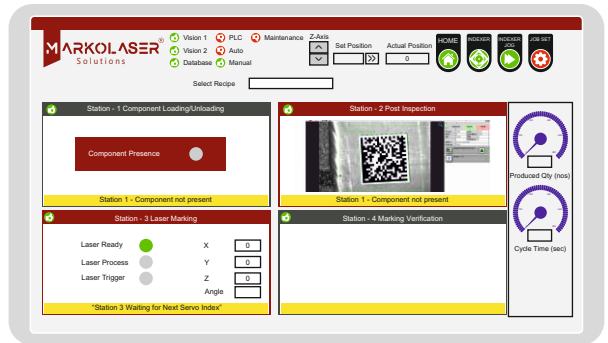 MARKOLASER®
Solutions
Vision 1 PLC Maintenance
Vision 2 Auto
Database Manual
Z-Axis
Set Position Actual Position
0
HOME INDEXER INDEXER JOG JOB SET
Select Recipe
Station - 1 Component Loading/Unloading
Component Presence
Station 1 - Component not present
Station - 2 Post Inspection
Station 1 - Component not present
Produced Qty (nos)
Station - 3 Laser Marking
Laser Ready X 0
Laser Process Y 0
Laser Trigger Z 0
Angle
"Station 3 Waiting for Next Servo Index"
Station - 4 Marking Verification
Cycle Time (sec)